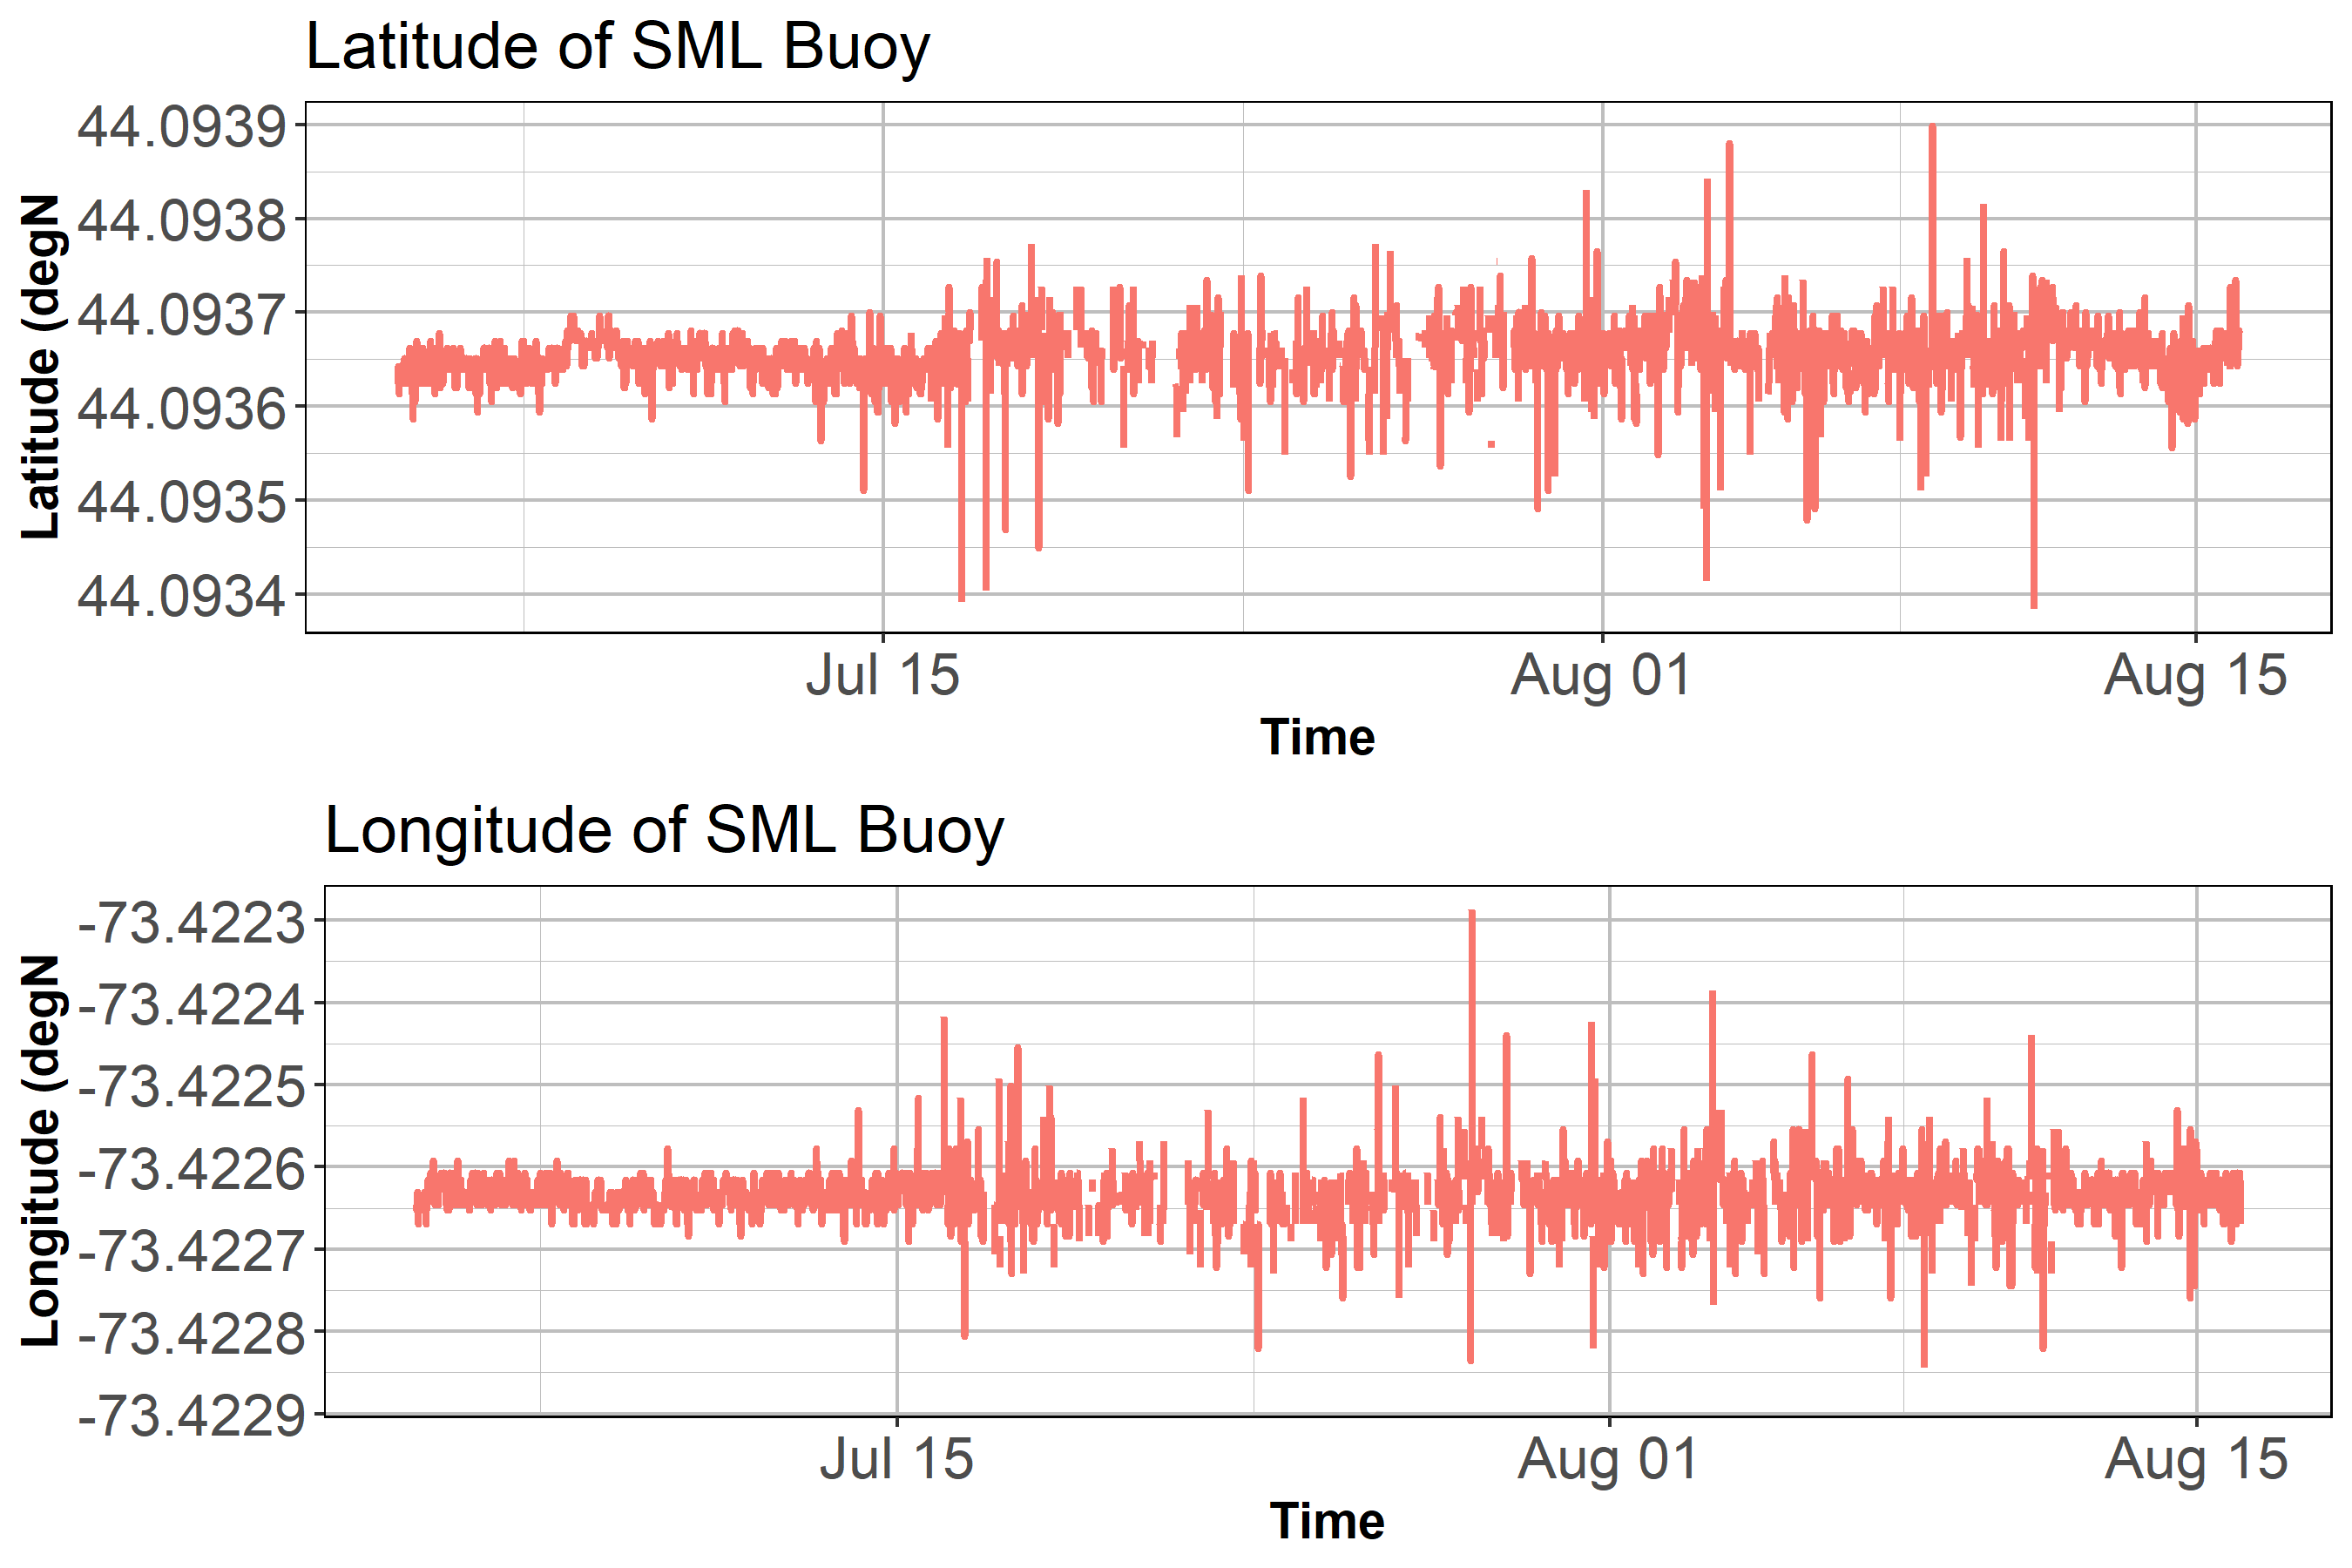 Latitude of SML Buoy
44.0939
44.0938
44.0937
44.0936
44.0935
44.0934
Latitude (degN
Jul 15 Aug 01 Aug 15
Time
Longitude of SML Buoy
-73.4223
-73.4224
-73.4225
-73.4226
-73.4227
-73.4228
-73.4229
Longitude (degN
Jul 15 Aug 01 Aug 15
Time